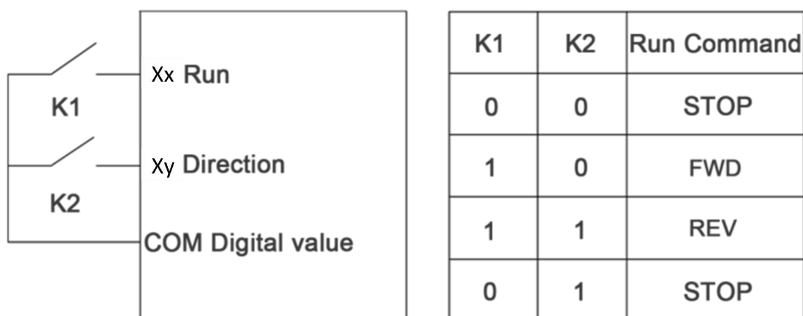 Xx Run
K1
Xy Direction
K2
COM Digital value
K1 K2 Run Command
0 0 STOP
1 0 FWD
1 1 REV
0 1 STOP